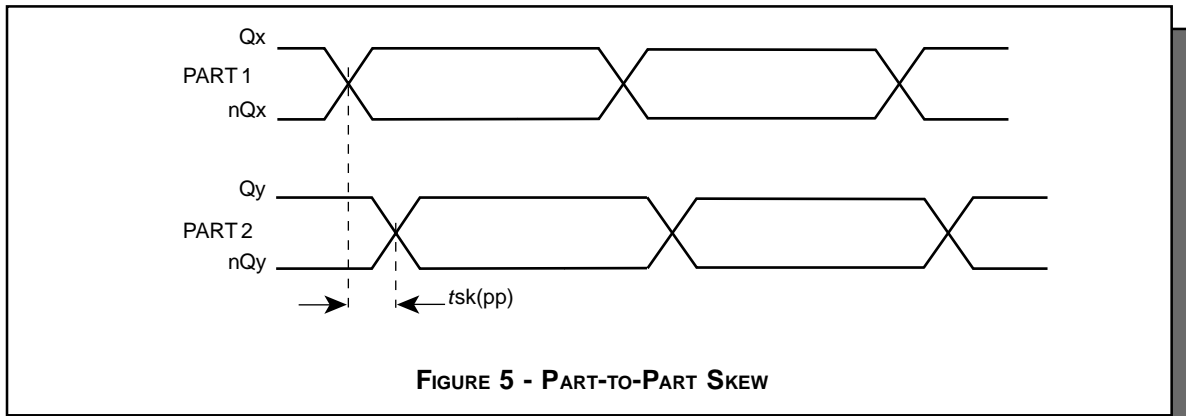 Qx
PART 1
nQx
Qy
PART 2
nQy
tsk(pp)
FIGURE 5 - PART-TO-PART SKEW